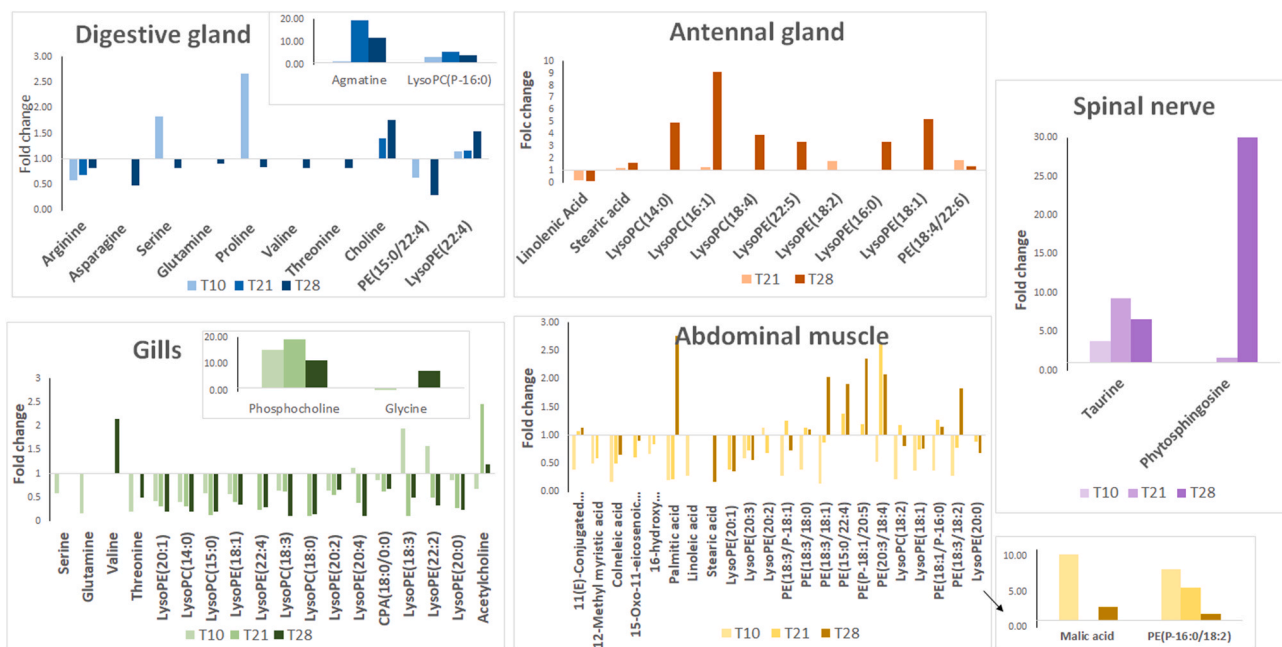 Digestive gland
Fold change
3.00
2.50
2.00
1.50
1.00
0.50
0.00
20.00
10.00
0.00
Agmatine LysoPC(P-16:0)
Arginine
Asparagine
Serine
Glutamine
Proline
Valine
Threonine
Choline
PE(15:0/22:4)
LysoPE(22:4)
T10 T21 T28
Antennal gland
Folc change
10
9
8
7
6
5
4
3
2
1
0
Linolenic Acid
Stearic acid
LysoPC(14:0)
LysoPC(16:1)
LysoPC(18:4)
LysoPE(22:5)
LysoPE(18:2)
LysoPE(16:0)
LysoPE(18:1)
PE(18:4/22:6)
T21 T28
Spinal nerve
Fold change
30.00
25.00
20.00
15.00
10.00
5.00
0.00
Taurine
Phytosphingosine
T10 T21 T28
Gills
Fold change
3
2.5
2
1.5
1
0.5
0
20.00
10.00
0.00
Phosphocholine Glycine
Serine
Glutamine
Valine
Threonine
LysoPE(20:1)
LysoPC(14:0)
LysoPC(15:0)
LysoPE(18:1)
LysoPE(22:4)
LysoPC(18:3)
LysoPC(18:0)
LysoPE(20:2)
LysoPE(20:4)
CPA(18:0/0:0)
LysoPE(18:3)
LysoPE(22:2)
LysoPE(20:0)
Acetylcholine
T10 T21 T28
Abdominal muscle
Fold change
3.00
2.50
2.00
1.50
1.00
0.50
0.00
11(E)-Conjugated...
12-Methyl myristic acid
Colneleic acid
15-Oxo-11-eicosenoic...
16-hydroxy...
Palmitic acid
Linoleic acid
Stearic acid
LysoPE(20:1)
LysoPE(20:3)
LysoPE(20:2)
PE(18:3/P-18:1)
PE(18:3/18:0)
PE(18:3/18:1)
PE(15:0/22:4)
PE(P-18:1/20:5)
PE(20:3/18:4)
LysoPC(18:2)
LysoPE(18:1)
PE(18:1/P-16:0)
PE(18:3/18:2)
LysoPE(20:0)
T10 T21 T28
10.00
5.00
0.00
Malic acid PE(P-16:0/18:2)